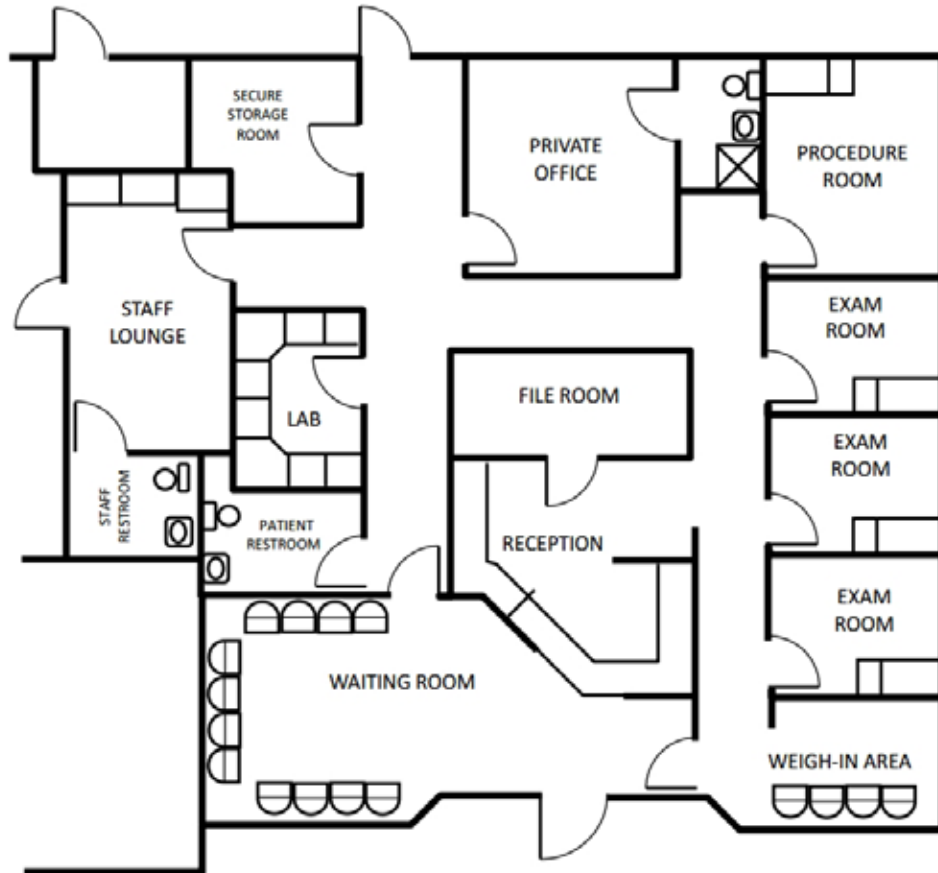 SECURE
STORAGE
ROOM
PRIVATE
OFFICE
PROCEDURE
ROOM
STAFF
LOUNGE
EXAM
ROOM
FILE ROOM
LAB
EXAM
ROOM
STAFF
RESTROOM
PATIENT
RESTROOM
RECEPTION
EXAM
ROOM
WAITING ROOM
WEIGH-IN AREA